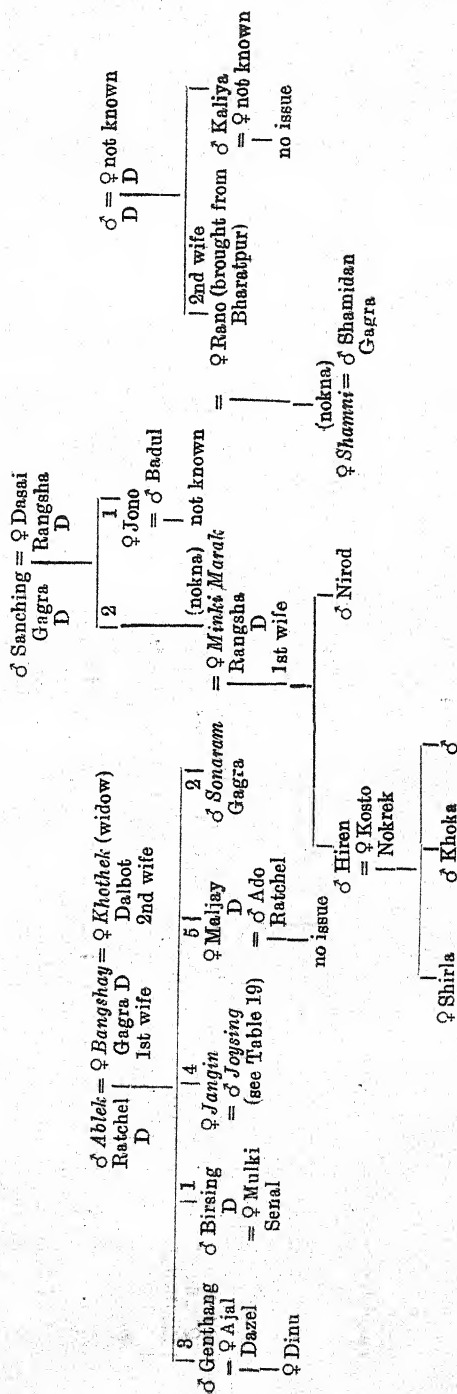 ♂ Sanching = ♀ Dasai
Gagra Rangsha
D D
♂ Ablek = ♀ Bangshay = ♀ Khothek (widow)
Ratchel Gagra D Dalbot
D 1st wife 2nd wife
♂ = ♀ not known
D D
2 1
♀ Jono
= ♂ Badul
not known
3 1 4 5 2
♂ Genthang
= ♀ Ajal
Dazel
♀ Dinu
♂ Birsing
D
= ♀ Mulki
Senal
♀ Jangin
= ♂ Joysing
(see Table 19)
♀ Maljay
D
= ♂ Ado
Ratchel
no issue
♂ Sonaram
Gagra
(nokna)
= ♀ Minki Marak
Rangsha
D
1st wife
=
2nd wife
♀ Rano (brought from
Bharatpur)
♂ Kaliya
= ♀ not known
no issue
(nokna)
♀ Shamni = ♂ Shamidan
Gagra
♂ Hiren
= ♀ Kosto
Nokrek
♂ Nirod
♀ Shirla
♂ Khoka
♂